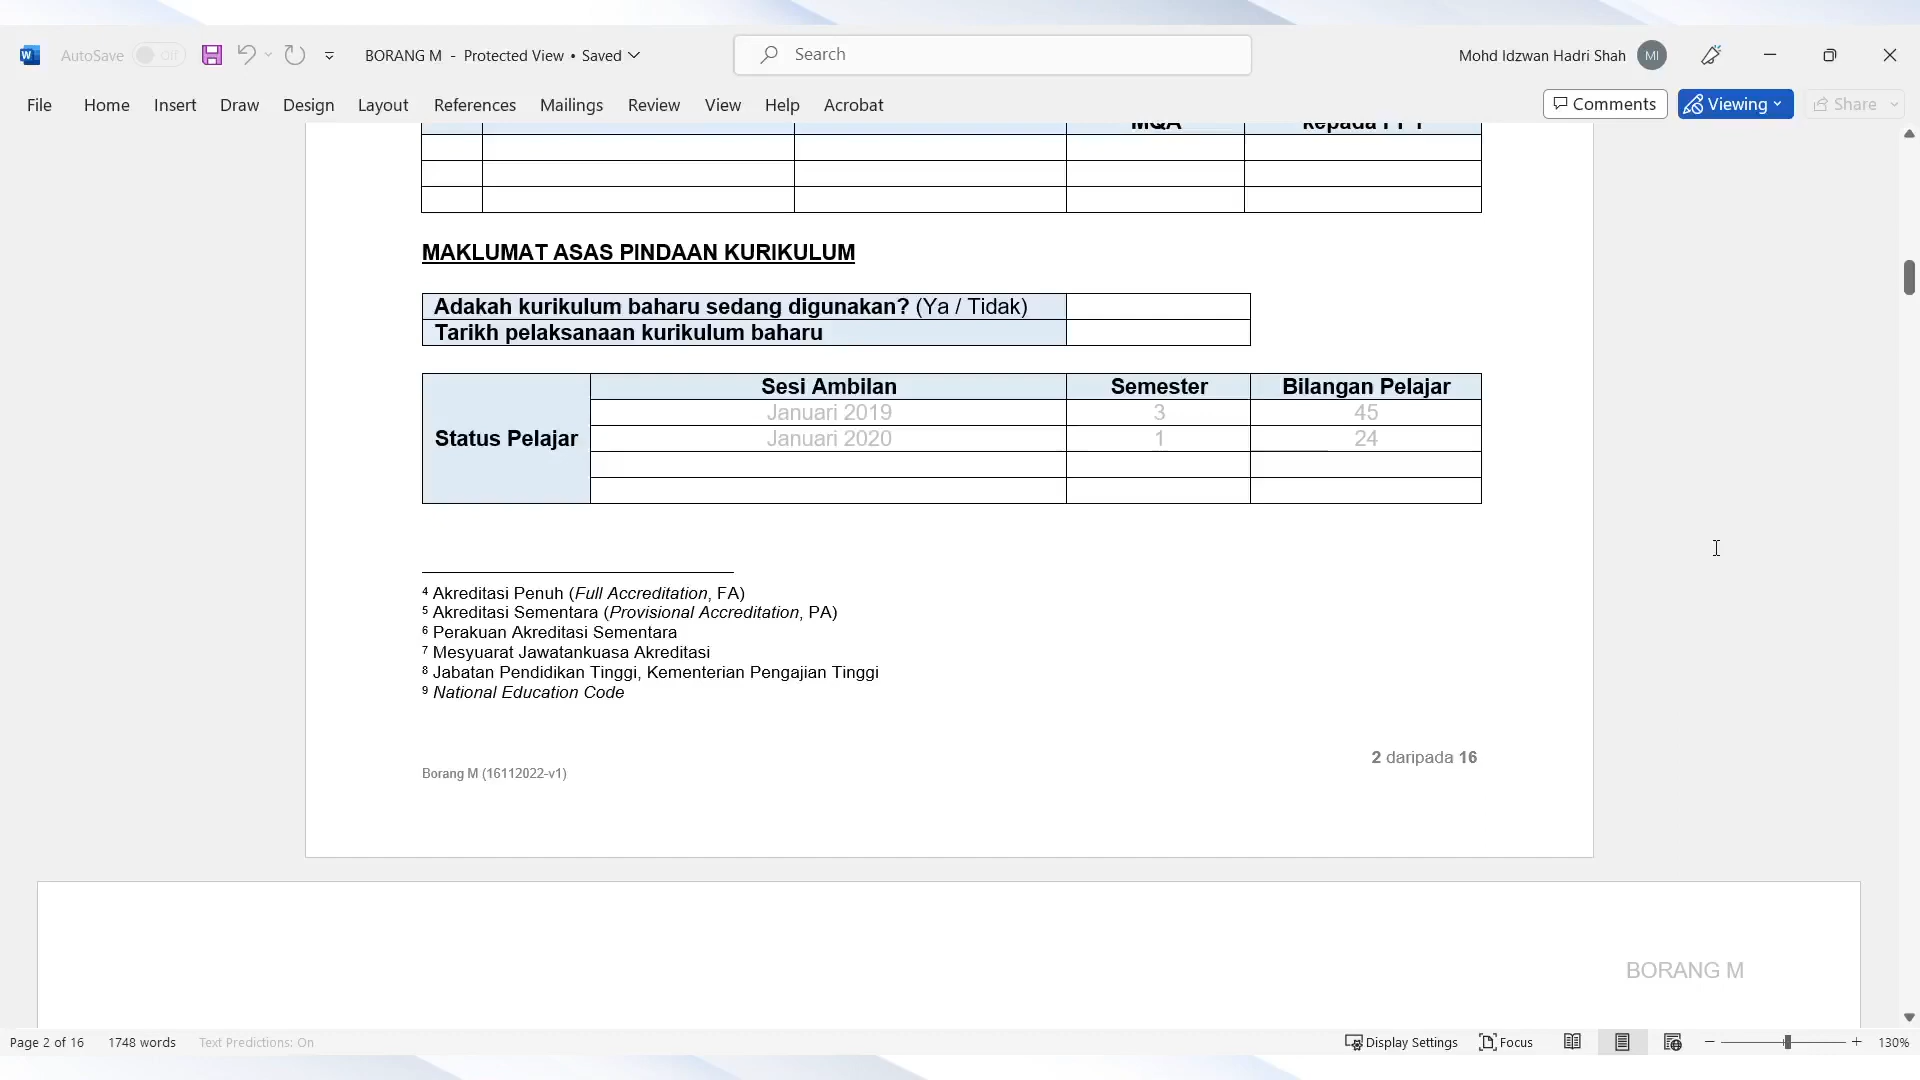 AutoSave Off BORANG M - Protected View • Saved Search Mohd Idzwan Hadri Shah MI
File Home Insert Draw Design Layout References Mailings Review View Help Acrobat Comments Viewing Share
MQA kepada PPT
MAKLUMAT ASAS PINDAAN KURIKULUM
Adakah kurikulum baharu sedang digunakan? (Ya / Tidak)
Tarikh pelaksanaan kurikulum baharu
Sesi Ambilan Semester Bilangan Pelajar
Januari 2019 3 45
Status Pelajar Januari 2020 1 24
4 Akreditasi Penuh (Full Accreditation, FA)
5 Akreditasi Sementara (Provisional Accreditation, PA)
6 Perakuan Akreditasi Sementara
7 Mesyuarat Jawatankuasa Akreditasi
8 Jabatan Pendidikan Tinggi, Kementerian Pengajian Tinggi
9 National Education Code
2 daripada 16
Borang M (16112022-v1)
BORANG M
Page 2 of 16 1748 words Text Predictions: On Display Settings Focus 130%